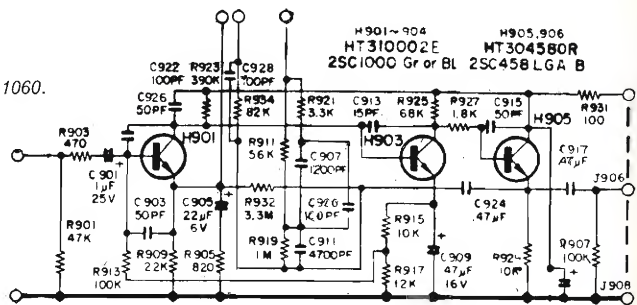 H901~904
HT310002E
2SC1000 Gr or BL
H905,906
HT304580R
2SC458 LGA B
1060.
C922
100PF
R923
390K
C928
100PF
C926
50PF
R934
82K
R921
3.3K
C913
15PF
R925
68K
R927
1.8K
C915
50PF
H905
R931
100
R903
470
H901
R911
56K
C907
1200PF
H903
C917
.47µF
J906
C901
1µF
25V
C903
50PF
C905
22µF
6V
R932
3.3M
C926
100PF
C924
.47µF
R901
47K
R913
100K
R909
22K
R905
820
R919
1M
C911
4700PF
R915
10K
R917
12K
C909
47µF
16V
R924
10K
R907
100K
J908